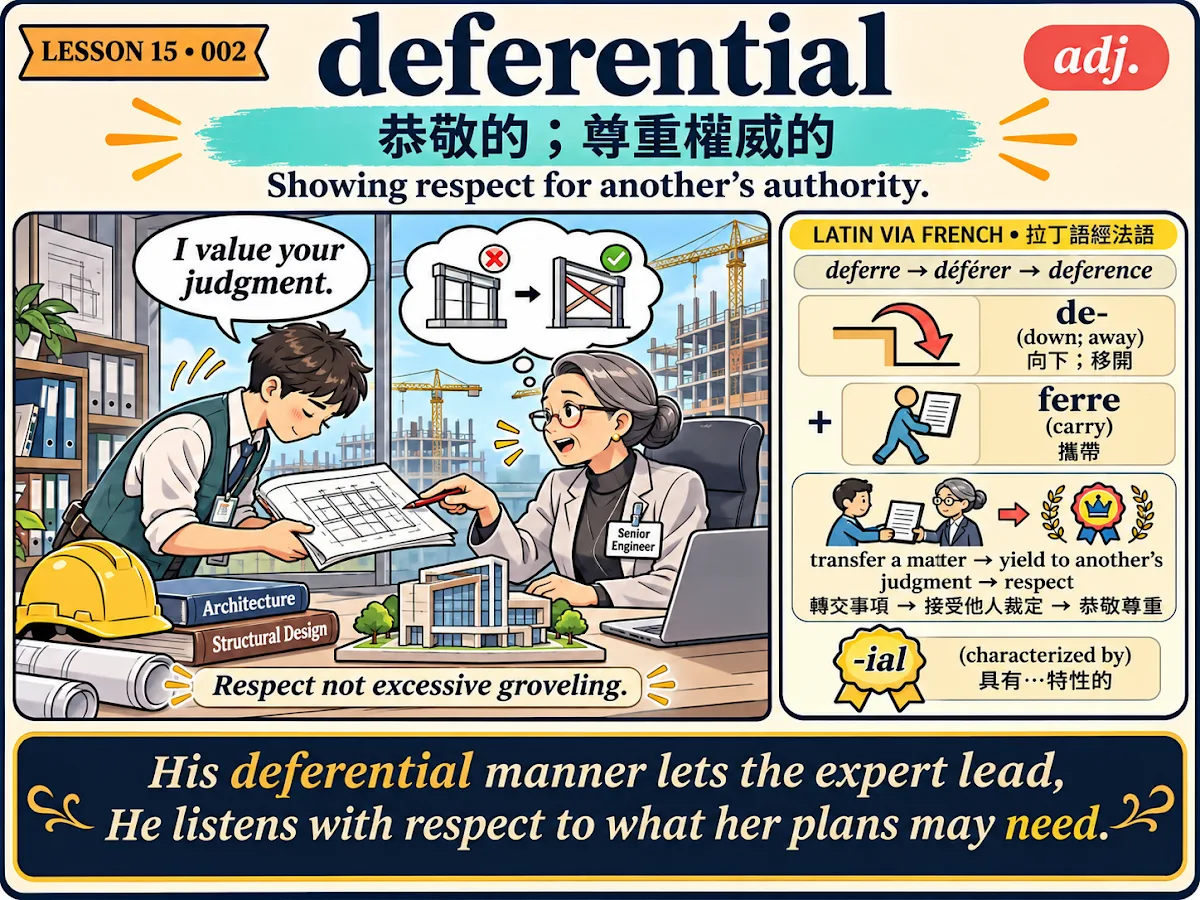 LESSON 15 • 002
deferential
adj.
恭敬的；尊重權威的
Showing respect for another's authority.
I value your
judgment.
Senior
Engineer
Architecture
Structural Design
Respect not excessive groveling.
LATIN VIA FRENCH • 拉丁語經法語
deferre → déférer → deference
de-
(down; away)
向下；移開
+
ferre
(carry)
攜帶
transfer a matter → yield to another's
judgment → respect
轉交事項 → 接受他人裁定 → 恭敬尊重
-ial
(characterized by)
具有…特性的
His deferential manner lets the expert lead,
He listens with respect to what her plans may need.